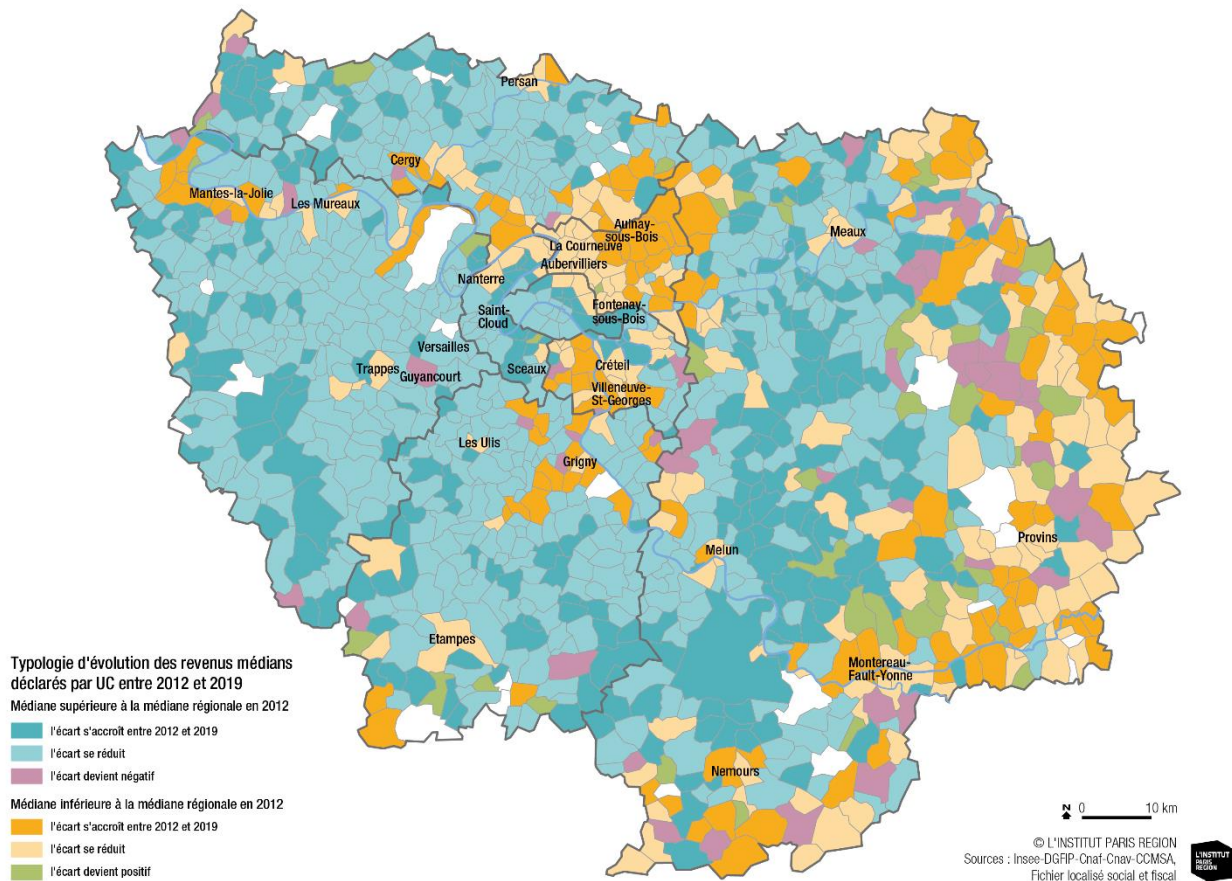 Persan
Cergy
Mantes-la-Jolie
Les Mureaux
Aulnay-
sous-Bois
La Courneuve
Meaux
Aubervilliers
Nanterre
Fontenay-
sous-Bois
Saint-
Cloud
Versailles
Trappes
Guyancourt
Sceaux
Créteil
Villeneuve-
St-Georges
Les Ulis
Grigny
Provins
Melun
Etampes
Montereau-
Fault-Yonne
Nemours
Typologie d'évolution des revenus médians
déclarés par UC entre 2012 et 2019
Médiane supérieure à la médiane régionale en 2012
l'écart s'accroît entre 2012 et 2019
l'écart se réduit
l'écart devient négatif
Médiane inférieure à la médiane régionale en 2012
l'écart s'accroît entre 2012 et 2019
l'écart se réduit
l'écart devient positif
N 0 10 km
© L'INSTITUT PARIS REGION
Sources : Insee-DGFIP-Cnaf-Cnav-CCMSA,
Fichier localisé social et fiscal
L'INSTITUT
PARIS
REGION